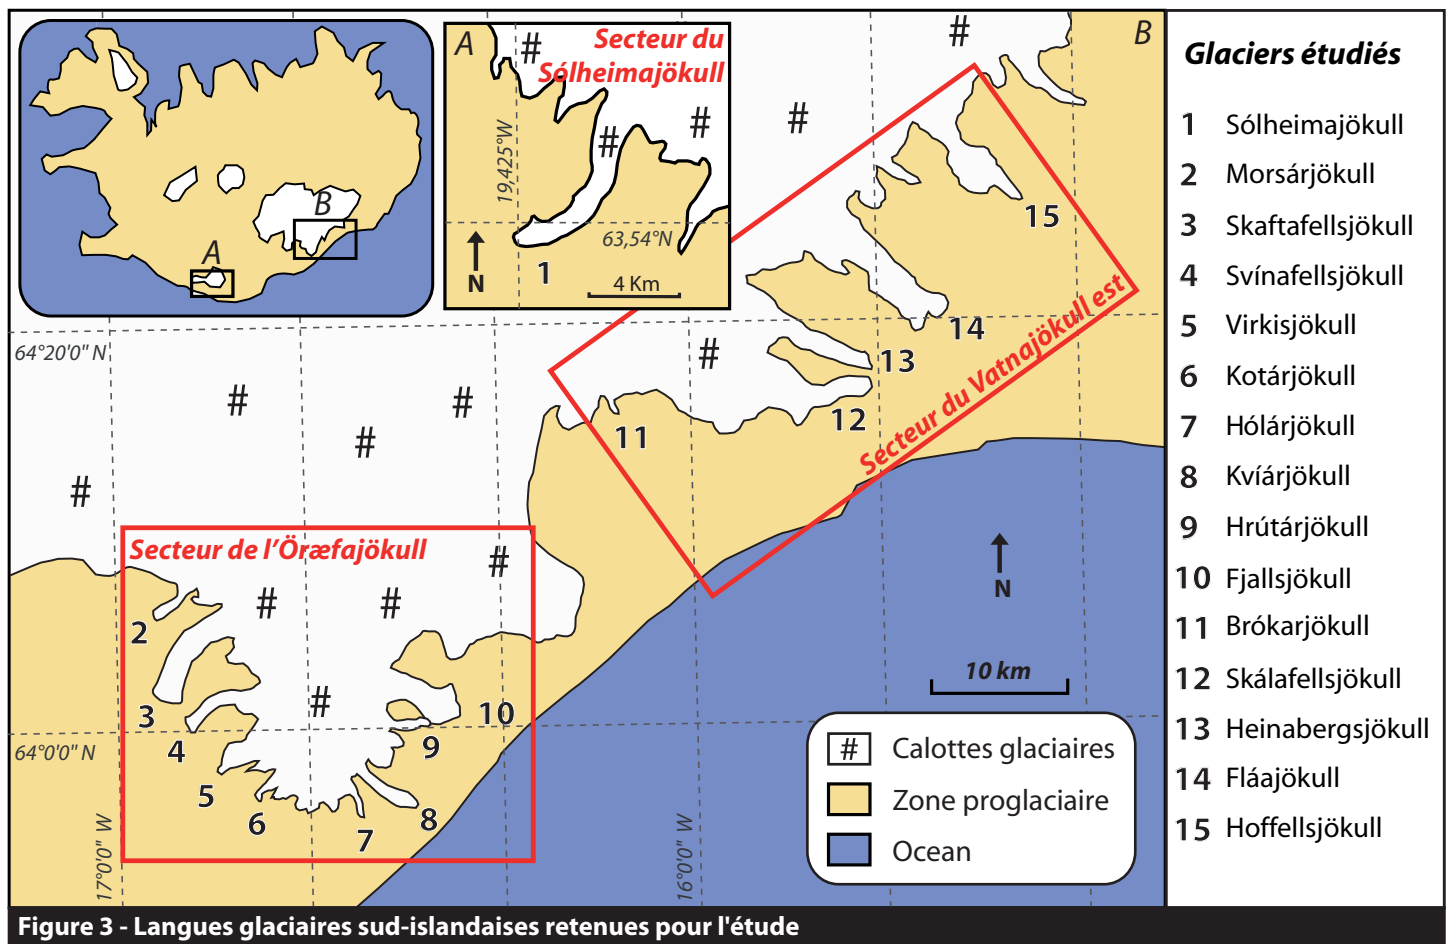 A
B
A
Secteur du
Sólheimajökull
#
#
#
19,425°W
63,54°N
N
1
4 Km
B
#
#
#
#
#
#
#
#
#
#
#
15
14
13
12
11
Secteur du Vatnajökull est
64°20'0" N
Secteur de l'Öræfajökull
2
3
4
5
6
7
8
9
10
64°0'0" N
17°0'0" W
16°0'0" W
N
10 km
# Calottes glaciaires
Zone proglaciaire
Ocean
Glaciers étudiés
1 Sólheimajökull
2 Morsárjökull
3 Skaftafellsjökull
4 Svínafellsjökull
5 Virkisjökull
6 Kotárjökull
7 Hólárjökull
8 Kvíárjökull
9 Hrútárjökull
10 Fjallsjökull
11 Brókarjökull
12 Skálafellsjökull
13 Heinabergsjökull
14 Fláajökull
15 Hoffellsjökull
Figure 3 - Langues glaciaires sud-islandaises retenues pour l'étude